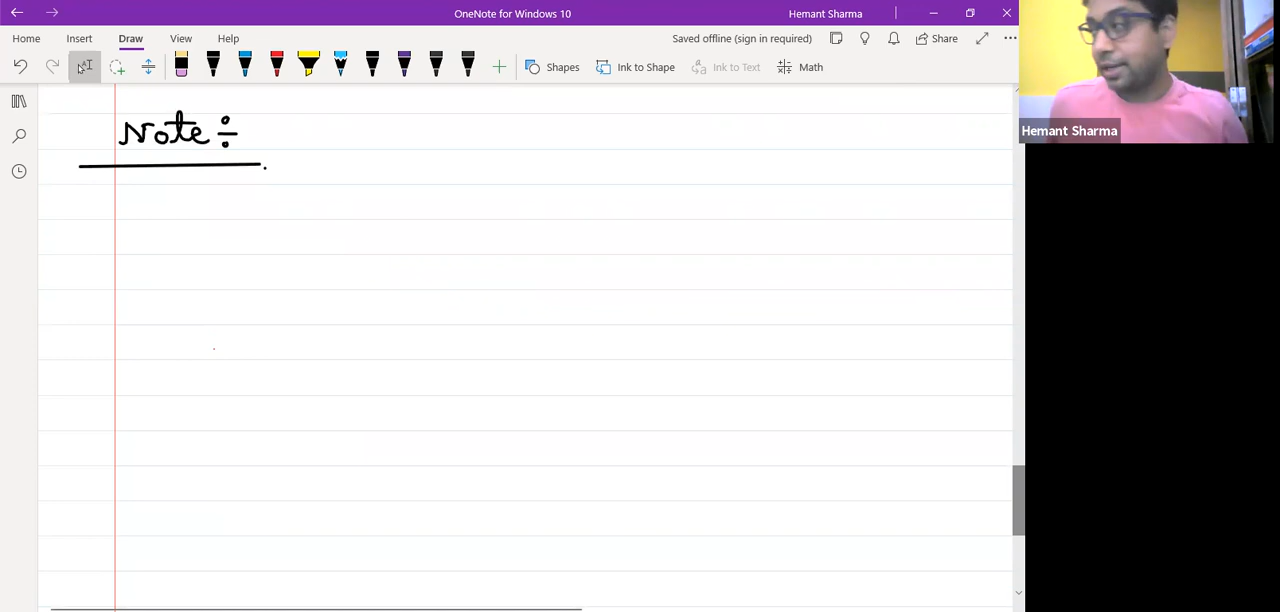 OneNote for Windows 10
Hemant Sharma
Home Insert Draw View Help
Saved offline (sign in required)
Share
Shapes
Ink to Shape
Ink to Text
Math
Hemant Sharma
Note ÷